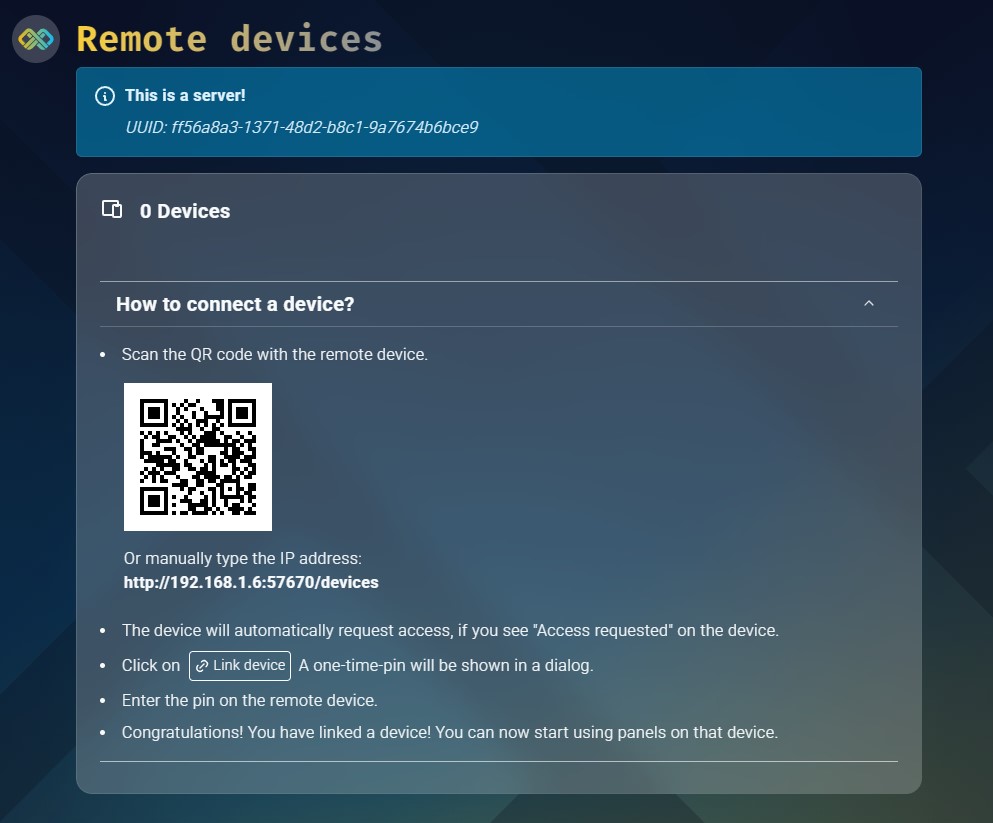 Remote devices
This is a server!
UUID: ff56a8a3-1371-48d2-b8c1-9a7674b6bce9
0 Devices
How to connect a device?
• Scan the QR code with the remote device.
Or manually type the IP address:
http://192.168.1.6:57670/devices
• The device will automatically request access, if you see "Access requested" on the device.
• Click on Link device A one-time-pin will be shown in a dialog.
• Enter the pin on the remote device.
• Congratulations! You have linked a device! You can now start using panels on that device.